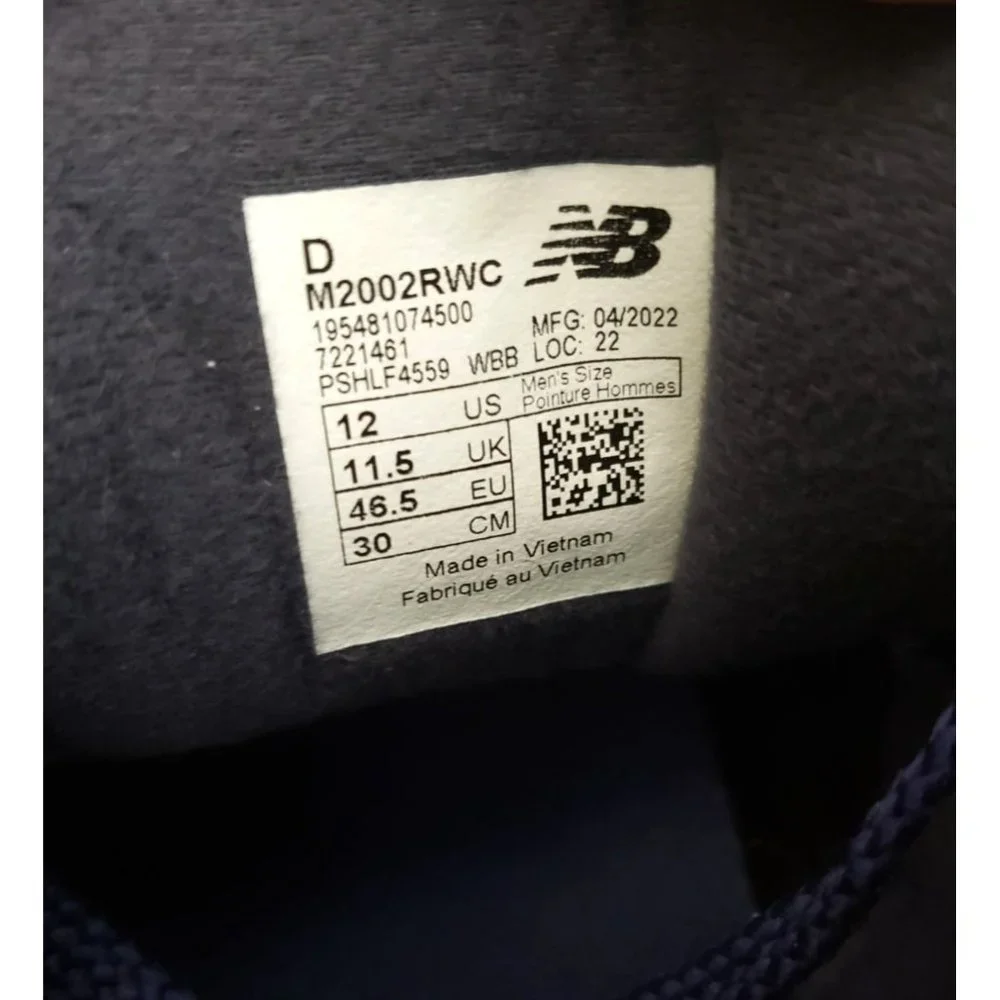 D
NB
M2002RWC
195481074500
7221461
MFG: 04/2022
PSHLF4559 WBB LOC: 22
12 US Men's Size
Pointure Hommes
11.5 UK
46.5 EU
30 CM
Made in Vietnam
Fabriqué au Vietnam